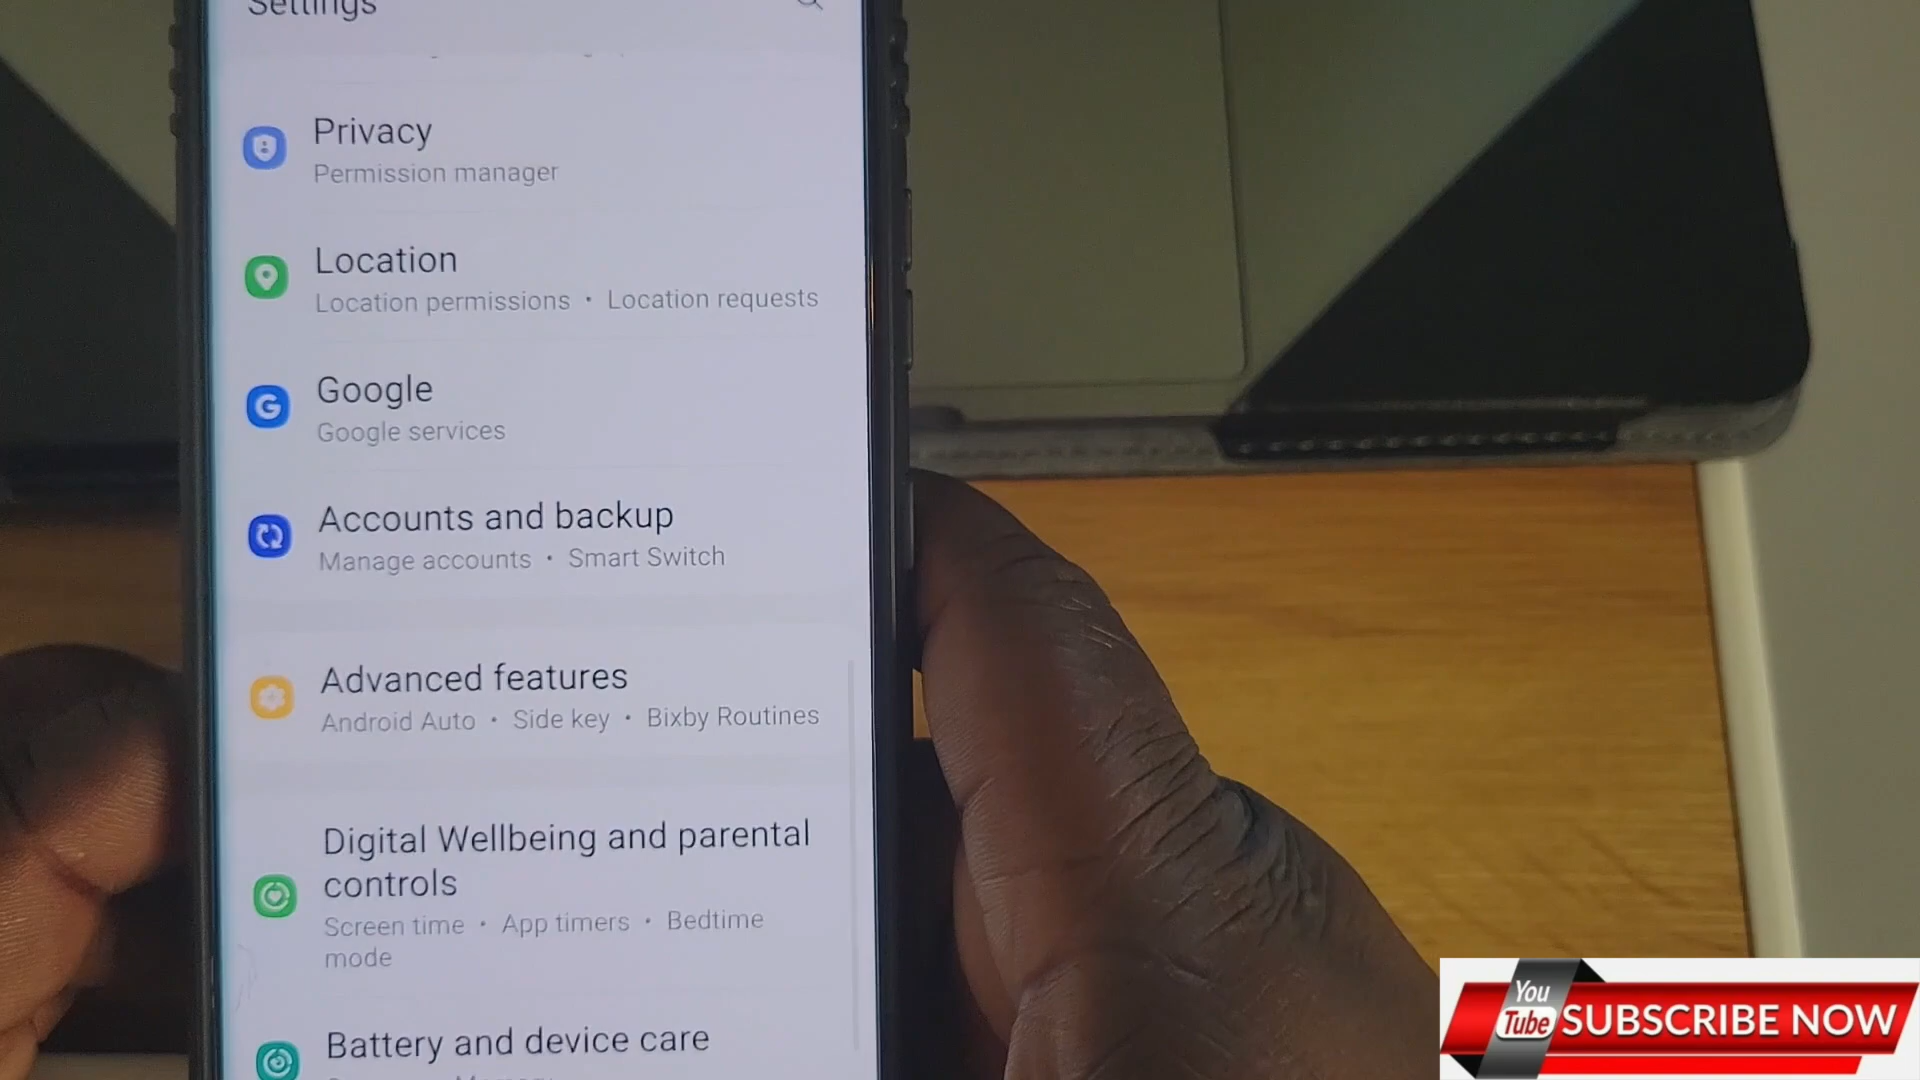 Settings
Privacy
Permission manager
Location
Location permissions • Location requests
Google
Google services
Accounts and backup
Manage accounts • Smart Switch
Advanced features
Android Auto • Side key • Bixby Routines
Digital Wellbeing and parental
controls
Screen time • App timers • Bedtime
mode
Battery and device care
You
Tube
SUBSCRIBE NOW